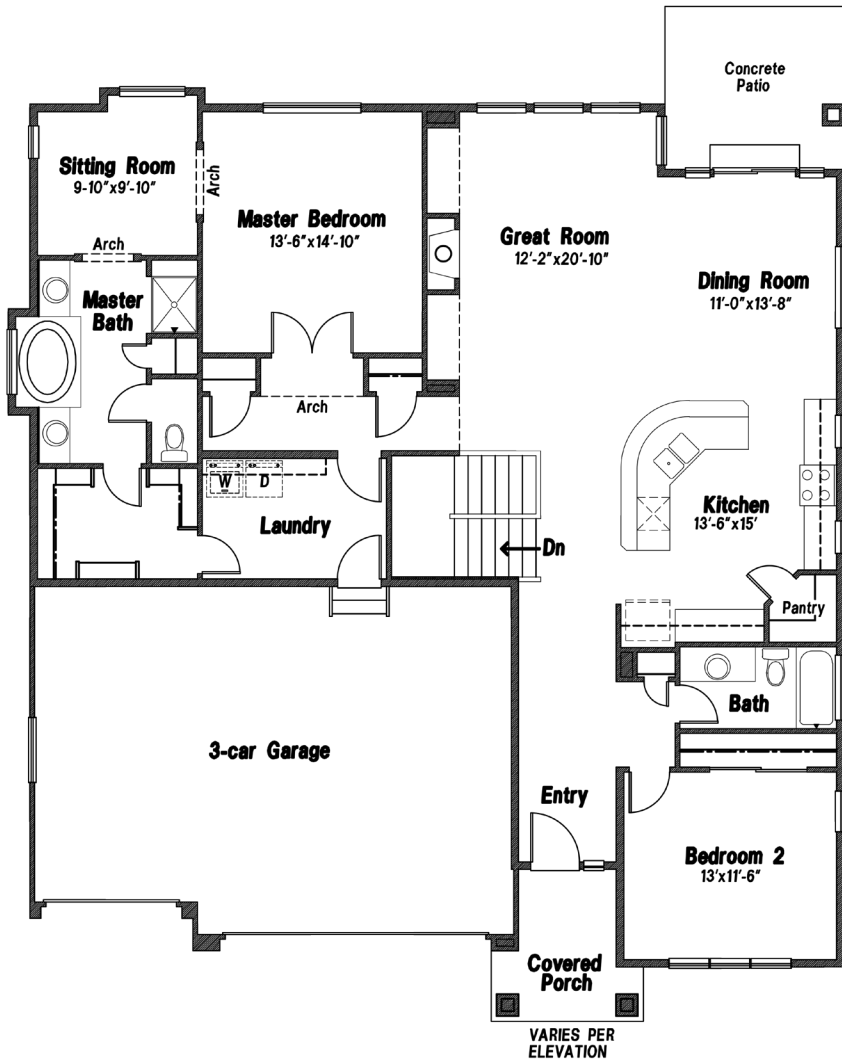 Concrete
Patio
Sitting Room
9-10"x9'-10"
Arch
Master Bedroom
13'-6"x14'-10"
Great Room
12'-2"x20'-10"
Arch
Dining Room
11'-0"x13'-8"
Master
Bath
Arch
W
D
Laundry
Dn
Kitchen
13'-6"x15'
Pantry
Bath
3-car Garage
Entry
Bedroom 2
13'x11'-6"
Covered
Porch
VARIES PER
ELEVATION